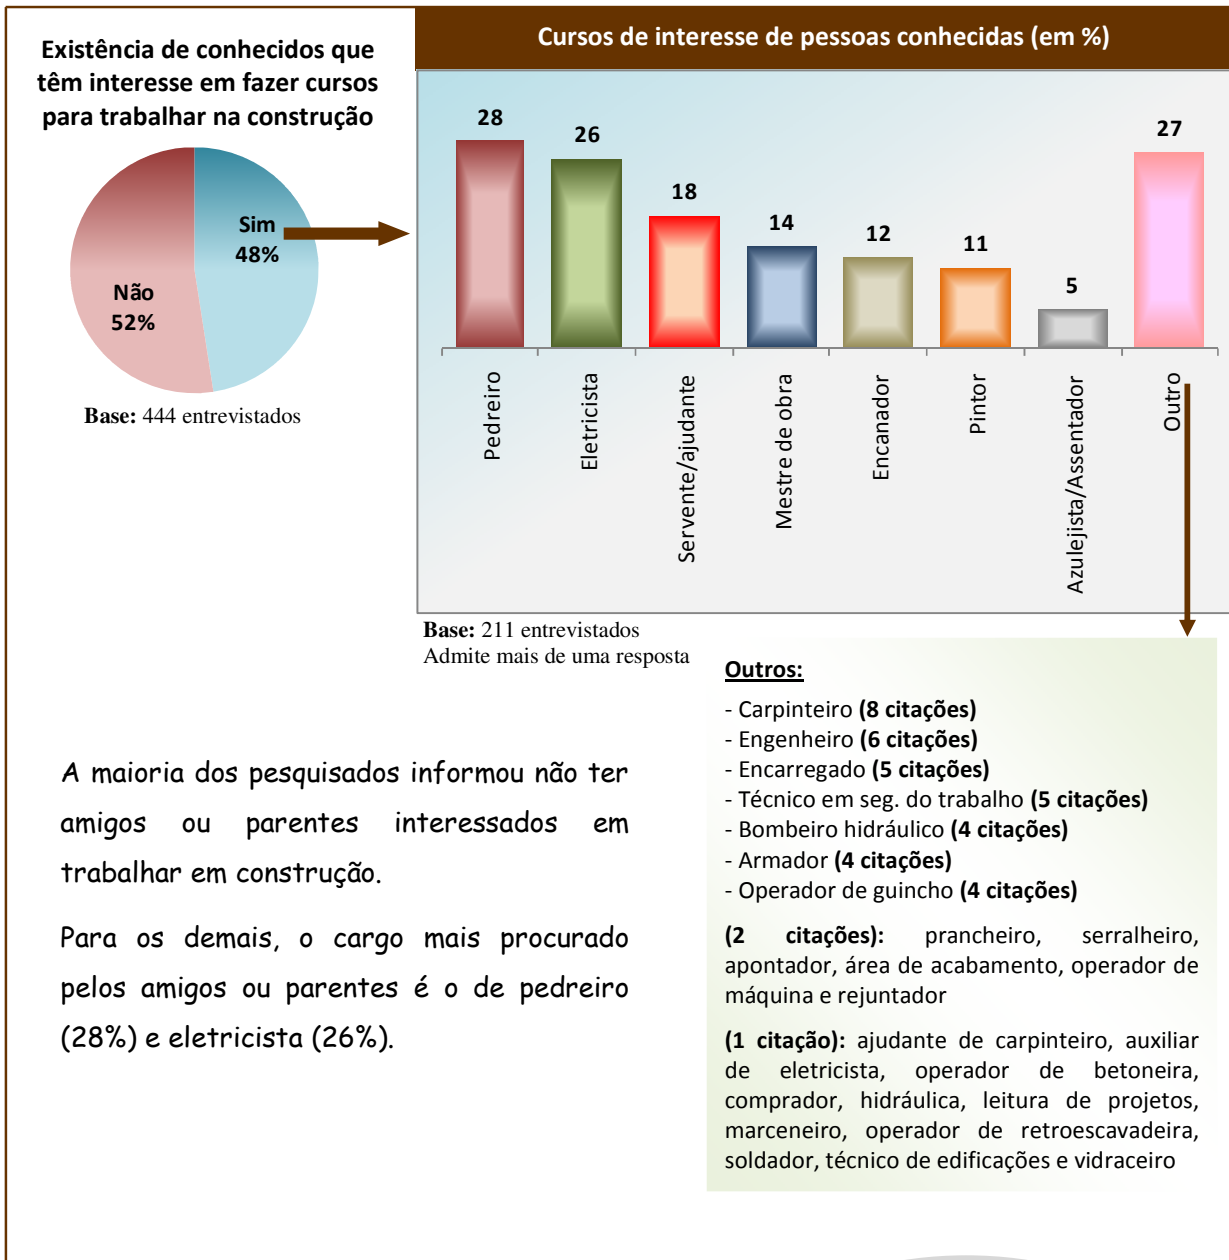 Existência de conhecidos que
têm interesse em fazer cursos
para trabalhar na construção
Sim
48%
Não
52%
Base: 444 entrevistados
Cursos de interesse de pessoas conhecidas (em %)
28
26
18
14
12
11
5
27
Pedreiro
Eletricista
Servente/ajudante
Mestre de obra
Encanador
Pintor
Azulejista/Assentador
Outro
Base: 211 entrevistados
Admite mais de uma resposta
A maioria dos pesquisados informou não ter
amigos ou parentes interessados em
trabalhar em construção.
Para os demais, o cargo mais procurado
pelos amigos ou parentes é o de pedreiro
(28%) e eletricista (26%).
Outros:
- Carpinteiro (8 citações)
- Engenheiro (6 citações)
- Encarregado (5 citações)
- Técnico em seg. do trabalho (5 citações)
- Bombeiro hidráulico (4 citações)
- Armador (4 citações)
- Operador de guincho (4 citações)
(2 citações): prancheiro, serralheiro,
apontador, área de acabamento, operador de
máquina e rejuntador
(1 citação): ajudante de carpinteiro, auxiliar
de eletricista, operador de betoneira,
comprador, hidráulica, leitura de projetos,
marceneiro, operador de retroescavadeira,
soldador, técnico de edificações e vidraceiro